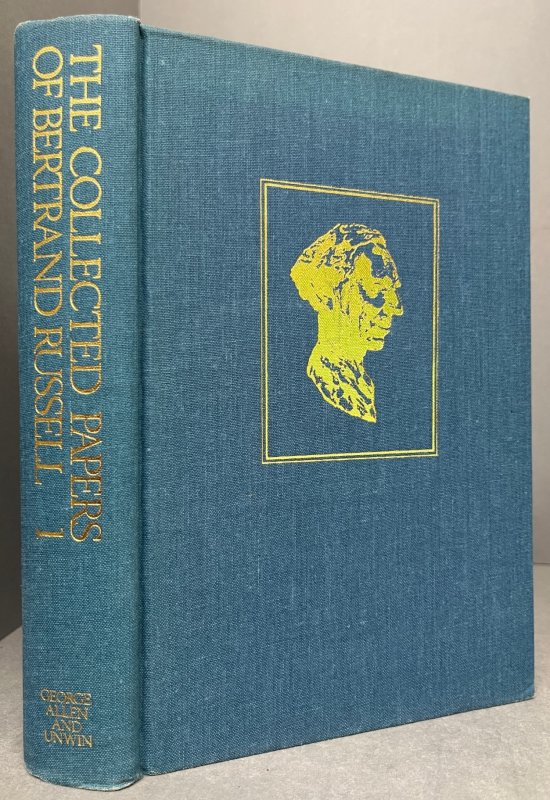 THE COLLECTED PAPERS
OF BERTRAND RUSSELL 1
GEORGE
ALLEN
AND
UNWIN